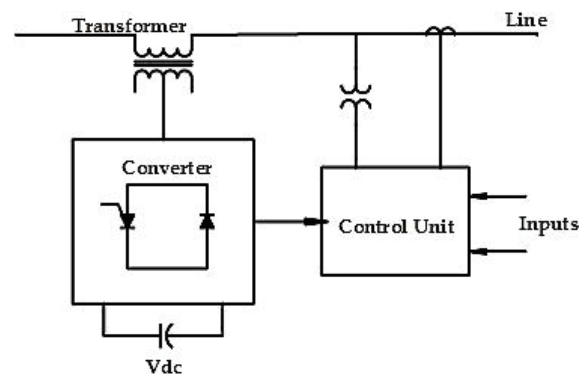 Transformer
Line
Converter
Control Unit
Inputs
Vdc